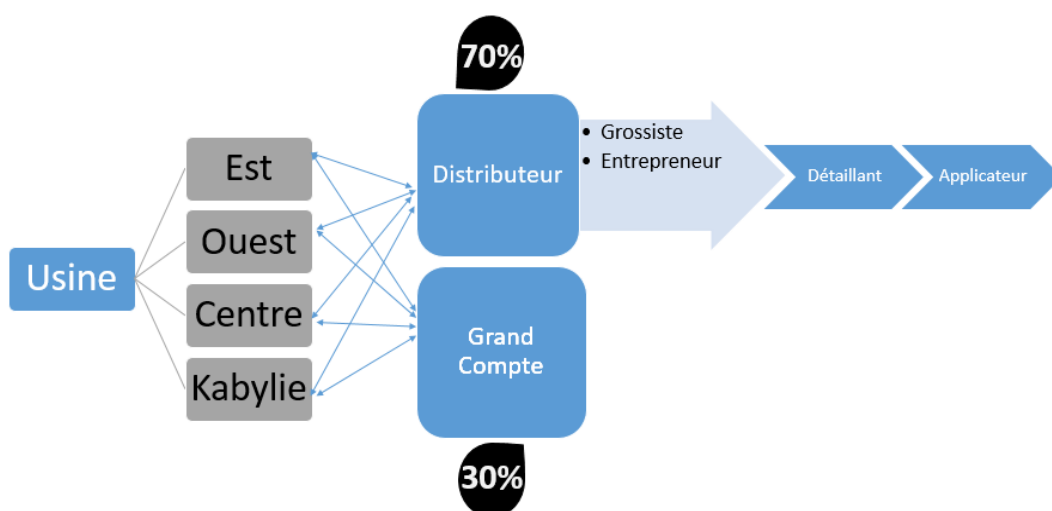 70%
Usine
Est
Ouest
Centre
Kabylie
Distributeur
• Grossiste
• Entrepreneur
Détaillant
Applicateur
Grand
Compte
30%